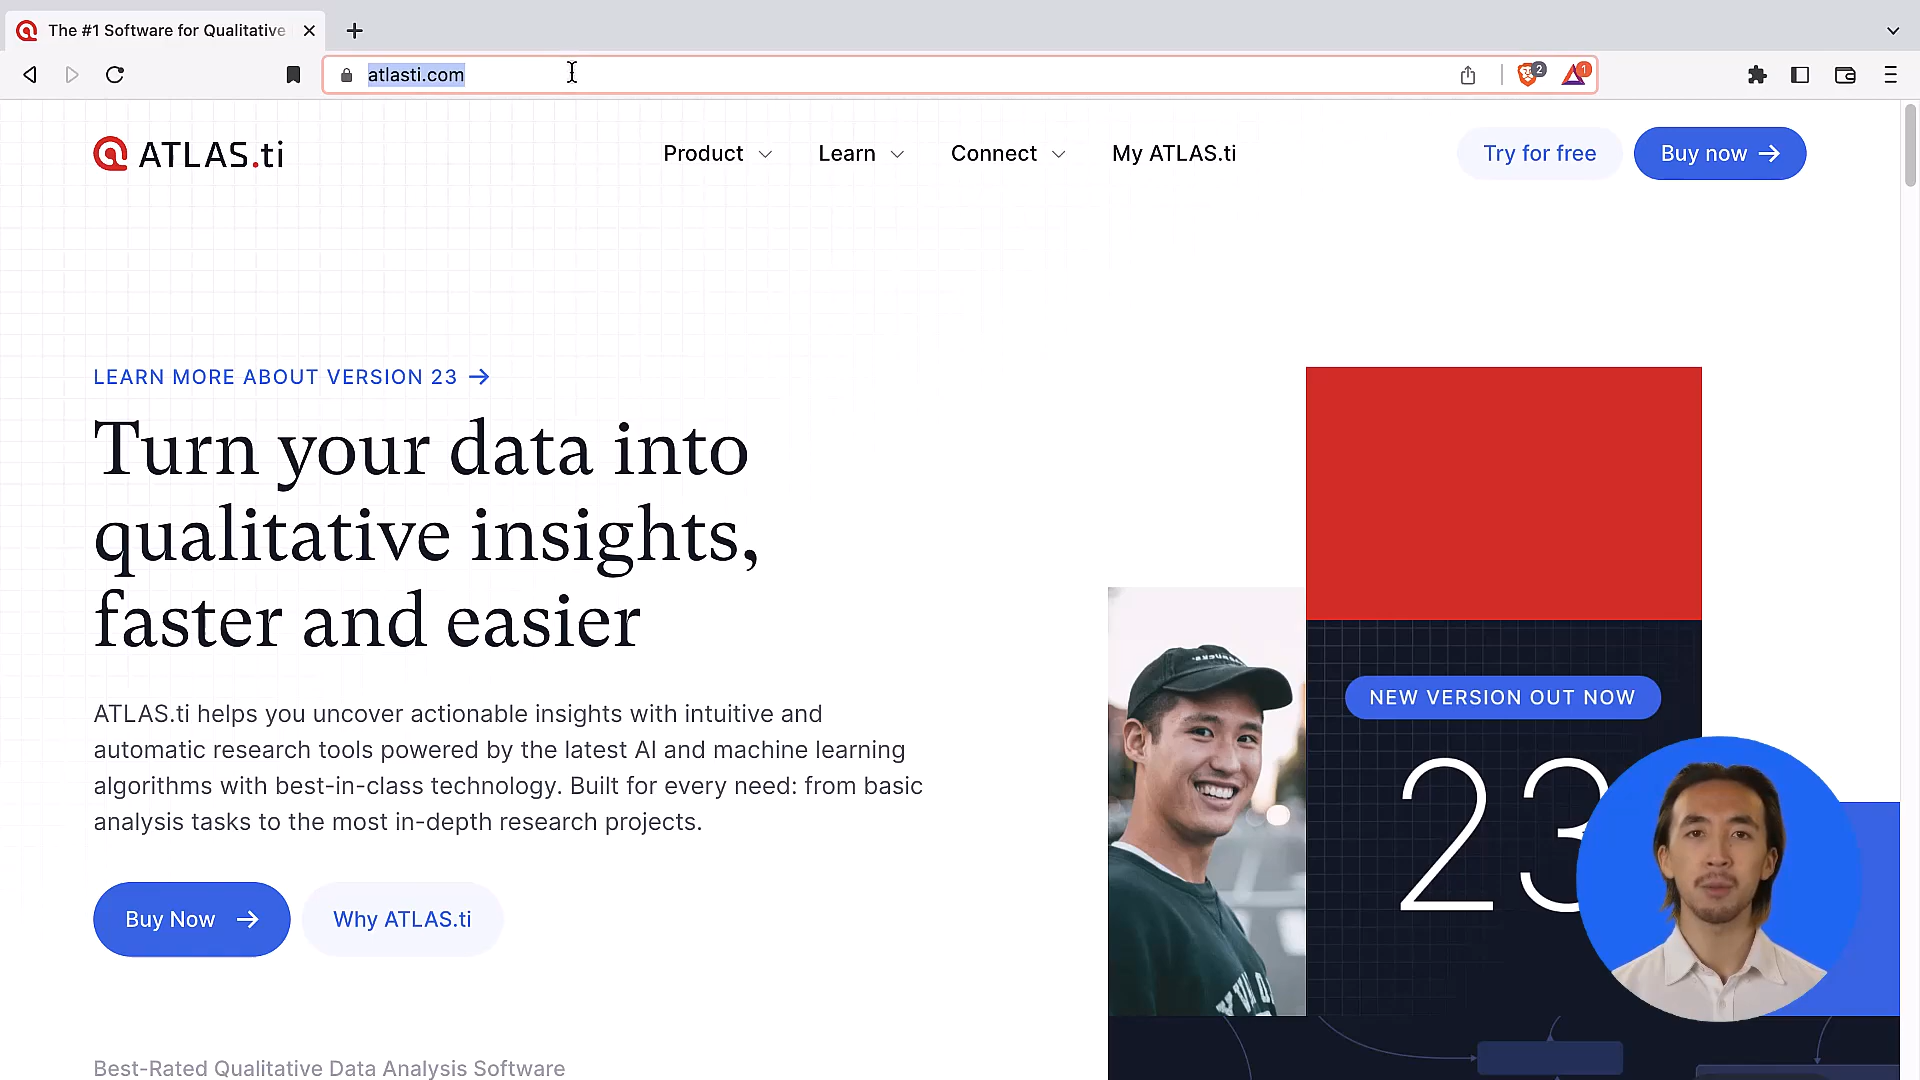 The #1 Software for Qualitative
atlasti.com
2
1
ATLAS.ti
Product
Learn
Connect
My ATLAS.ti
Try for free
Buy now
LEARN MORE ABOUT VERSION 23
Turn your data into
qualitative insights,
faster and easier
ATLAS.ti helps you uncover actionable insights with intuitive and
automatic research tools powered by the latest AI and machine learning
algorithms with best-in-class technology. Built for every need: from basic
analysis tasks to the most in-depth research projects.
Buy Now
Why ATLAS.ti
NEW VERSION OUT NOW
23
Best-Rated Qualitative Data Analysis Software